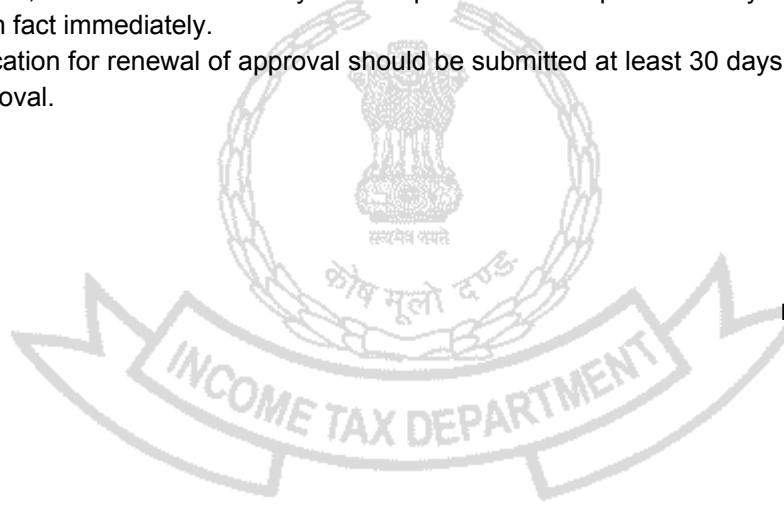 n fact immediately.
cation for renewal of approval should be submitted at least 30 days
oval.
सत्यमेव जयते
कोष मूलो दण्ड:
INCOME TAX DEPARTMENT